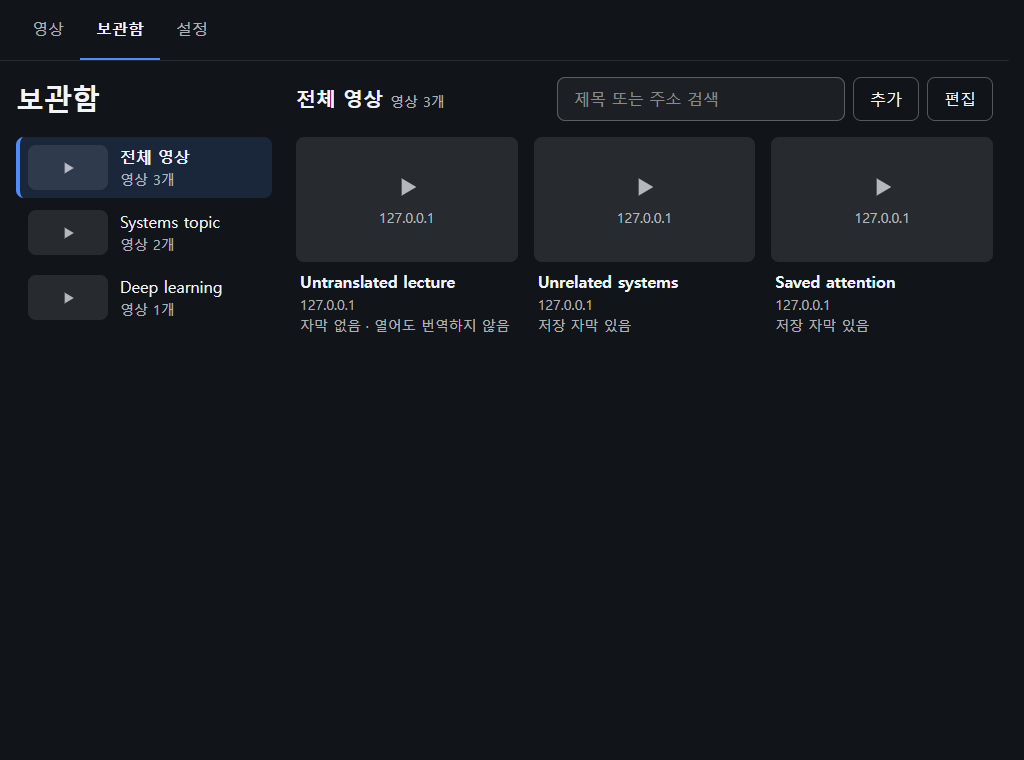 영상 보관함 설정
보관함
전체 영상
영상 3개
Systems topic
영상 2개
Deep learning
영상 1개
전체 영상 영상 3개
제목 또는 주소 검색
추가
편집
127.0.0.1
Untranslated lecture
127.0.0.1
자막 없음 · 열어도 번역하지 않음
127.0.0.1
Unrelated systems
127.0.0.1
저장 자막 있음
127.0.0.1
Saved attention
127.0.0.1
저장 자막 있음